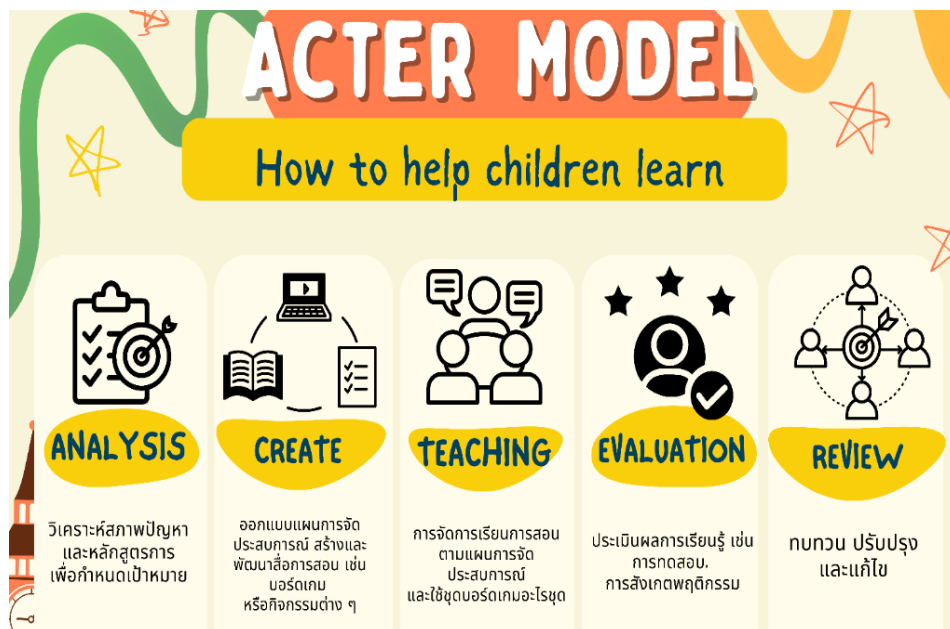 ACTER MODEL
How to help children learn
ANALYSIS
วิเคราะห์สภาพปัญหา
และหลักสูตรการ
เพื่อกำหนดเป้าหมาย
CREATE
ออกแบบแผนการจัด
ประสบการณ์ สร้างและ
พัฒนาสื่อการสอน เช่น
บอร์ดเกม
หรือกิจกรรมต่าง ๆ
TEACHING
การจัดการเรียนการสอน
ตามแผนการจัด
ประสบการณ์
และใช้ชุดบอร์ดเกมอะไรชุด
EVALUATION
ประเมินผลการเรียนรู้ เช่น
การทดสอบ.
การสังเกตพฤติกรรม
REVIEW
ทบทวน ปรับปรุง
และแก้ไข